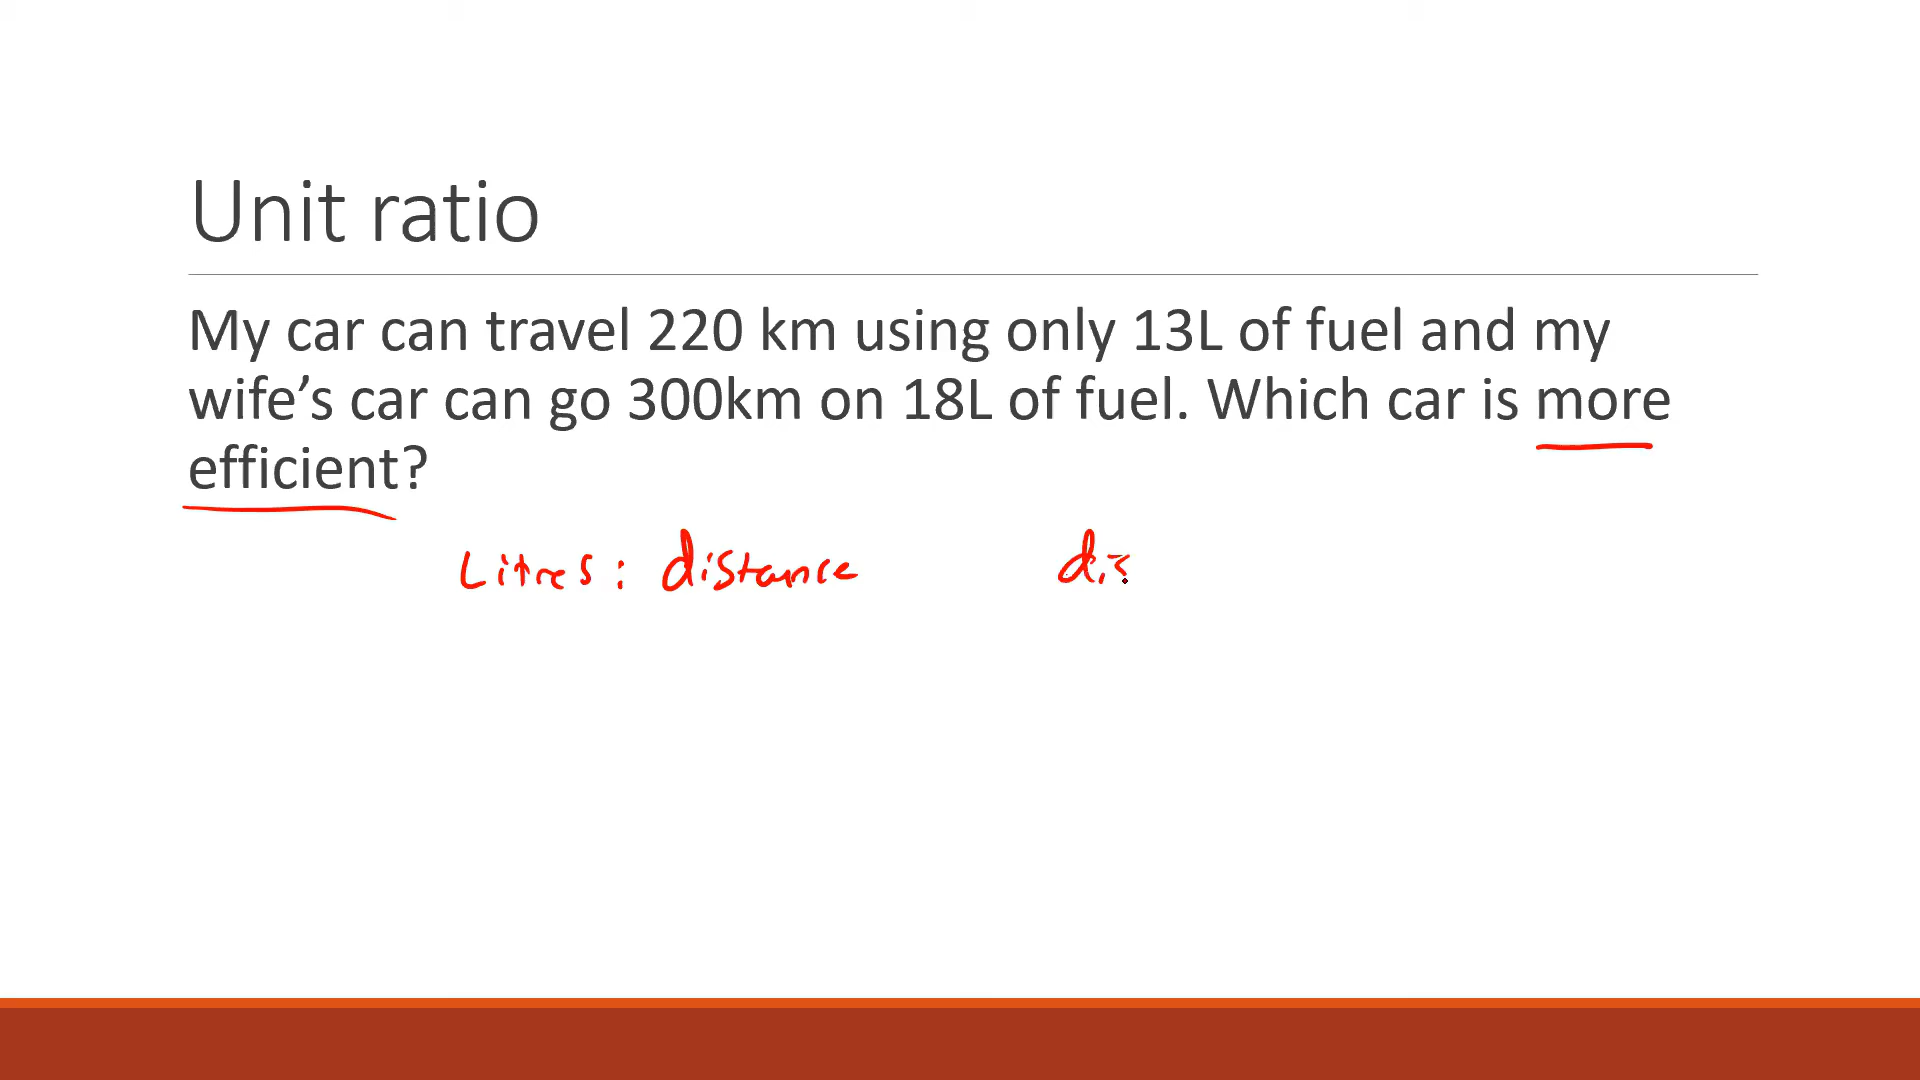 Unit ratio
My car can travel 220 km using only 13L of fuel and my
wife’s car can go 300km on 18L of fuel. Which car is more
efficient?
Litres : distance dis